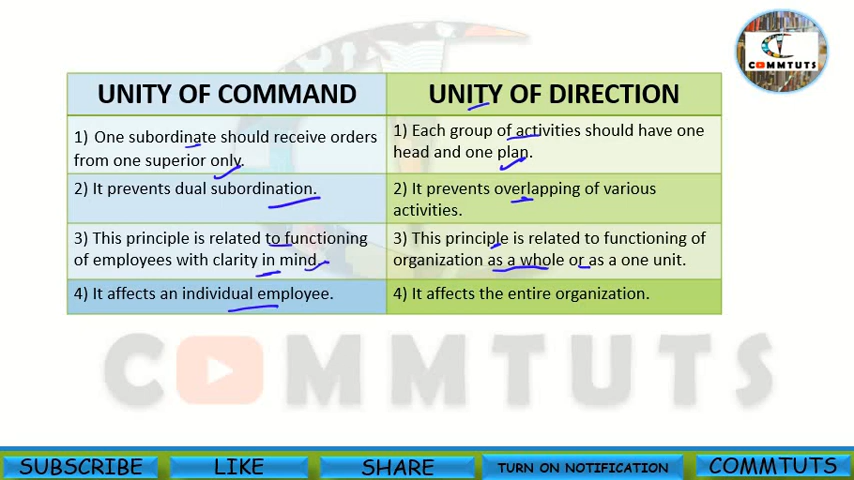 COMMTUTS
UNITY OF COMMAND
UNITY OF DIRECTION
1) One subordinate should receive orders
from one superior only.
1) Each group of activities should have one
head and one plan.
2) It prevents dual subordination.
2) It prevents overlapping of various
activities.
3) This principle is related to functioning
of employees with clarity in mind.
3) This principle is related to functioning of
organization as a whole or as a one unit.
4) It affects an individual employee.
4) It affects the entire organization.
COMMTUTS
SUBSCRIBE
LIKE
SHARE
TURN ON NOTIFICATION
COMMTUTS